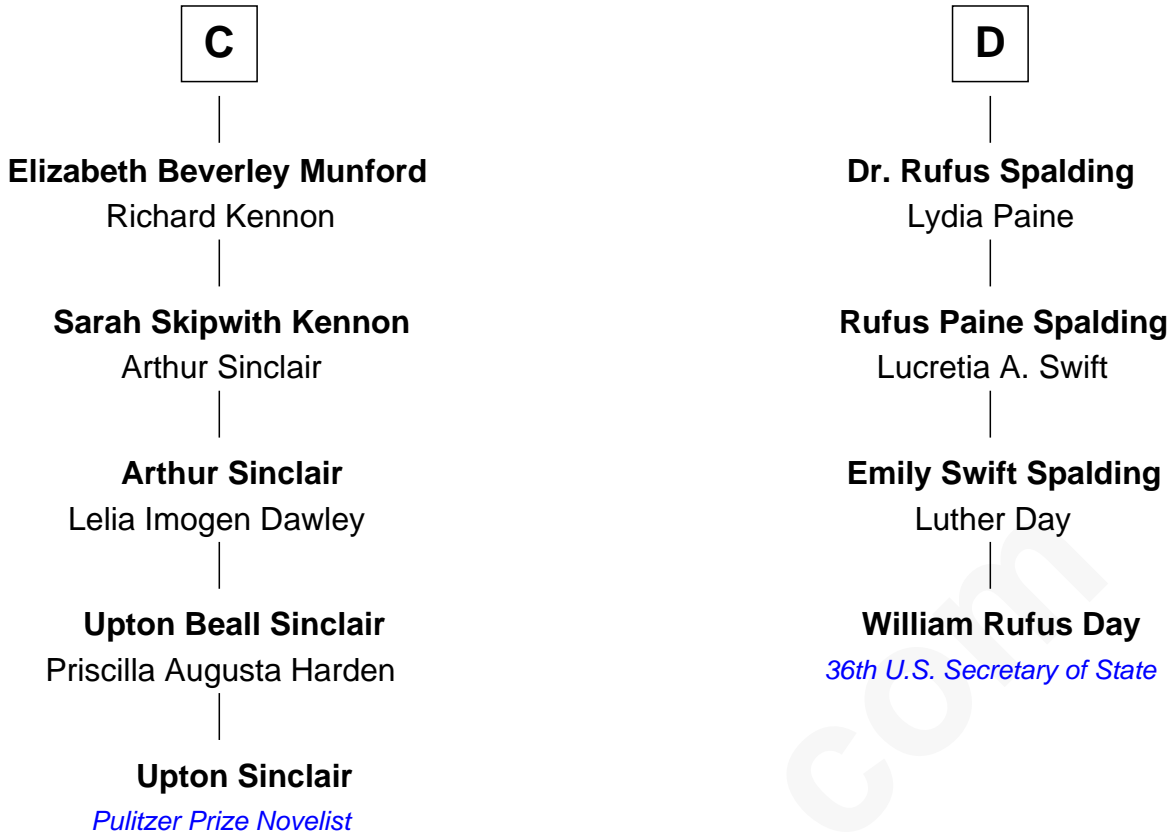 C
Elizabeth Beverley Munford
Richard Kennon
Sarah Skipwith Kennon
Arthur Sinclair
Arthur Sinclair
Lelia Imogen Dawley
Upton Beall Sinclair
Priscilla Augusta Harden
Upton Sinclair
Pulitzer Prize Novelist
D
Dr. Rufus Spalding
Lydia Paine
Rufus Paine Spalding
Lucretia A. Swift
Emily Swift Spalding
Luther Day
William Rufus Day
36th U.S. Secretary of State
com